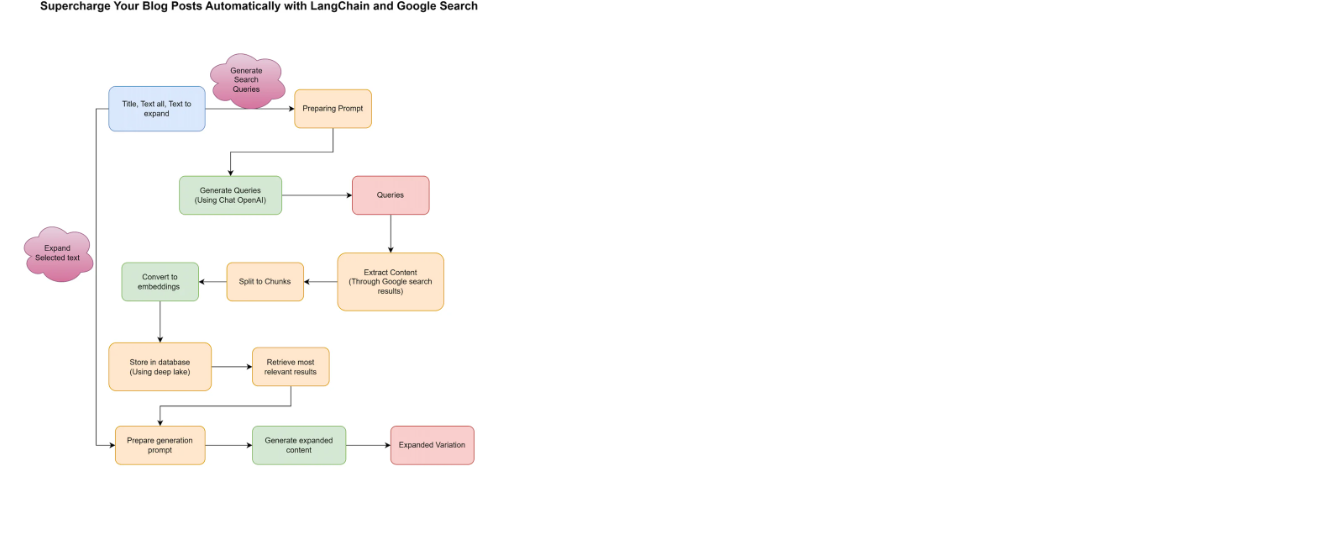 Supercharge Your Blog Posts Automatically with LangChain and Google Search
Generate
Search
Queries
Title, Text all, Text to
expand
Preparing Prompt
Generate Queries
(Using Chat OpenAI)
Queries
Expand
Selected text
Convert to
embeddings
Split to Chunks
Extract Content
(Through Google search
results)
Store in database
(Using deep lake)
Retrieve most
relevant results
Prepare generation
prompt
Generate expanded
content
Expanded Variation